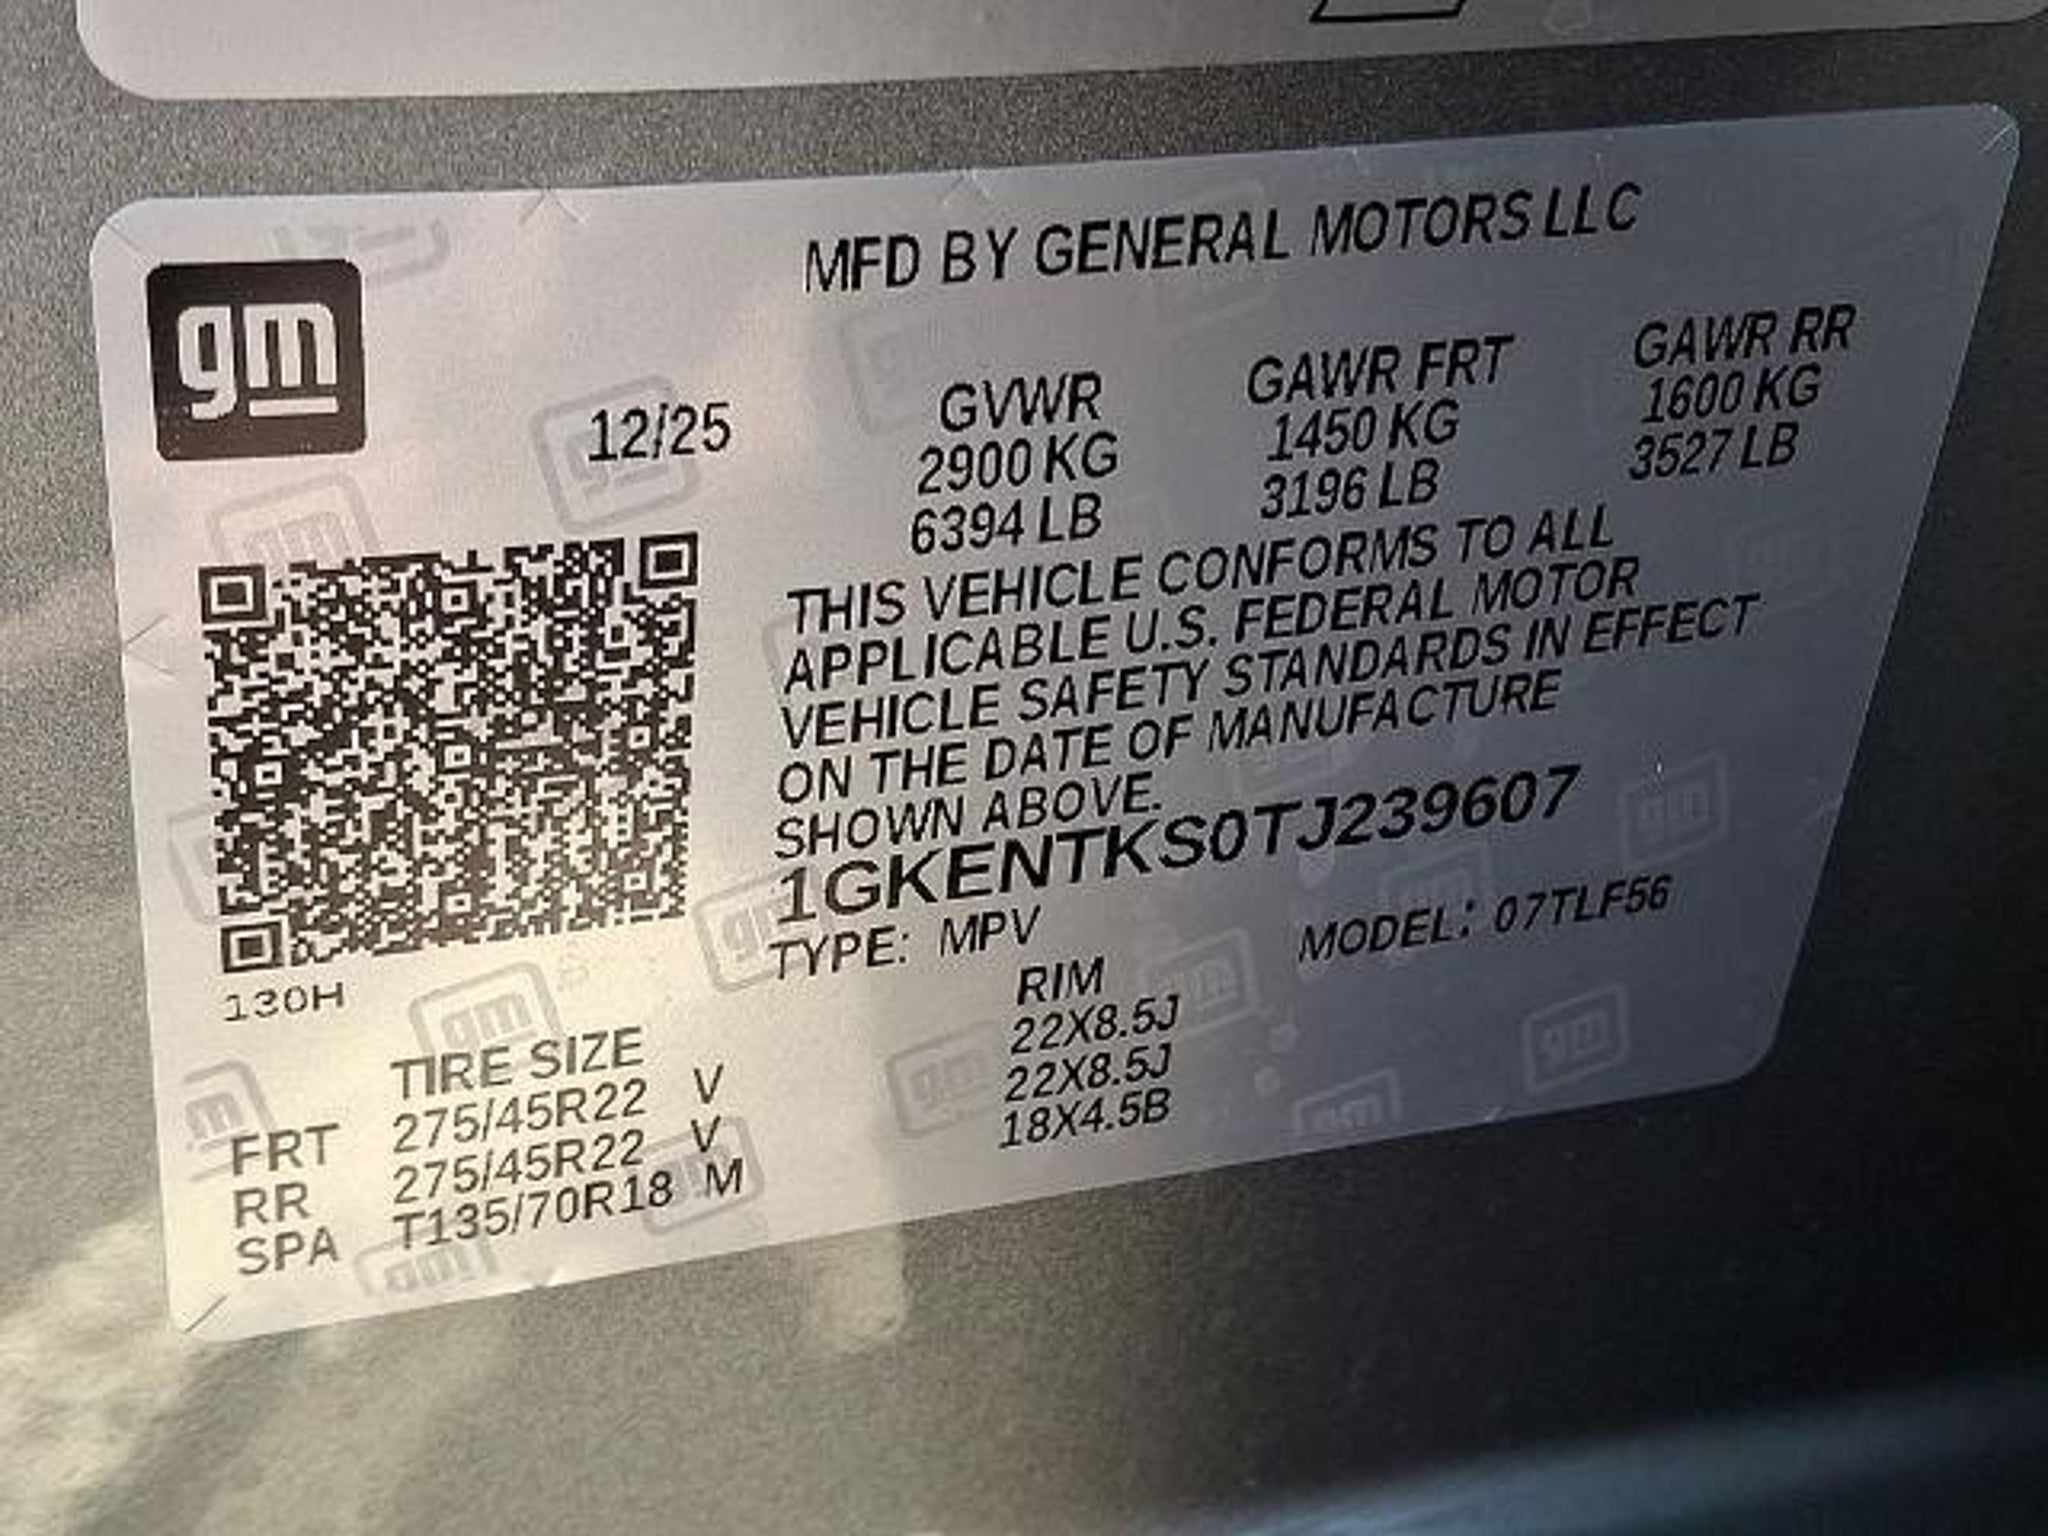 gm
MFD BY GENERAL MOTORS LLC
12/25
GVWR GAWR FRT GAWR RR
2900 KG 1450 KG 1600 KG
6394 LB 3196 LB 3527 LB
THIS VEHICLE CONFORMS TO ALL
APPLICABLE U.S. FEDERAL MOTOR
VEHICLE SAFETY STANDARDS IN EFFECT
ON THE DATE OF MANUFACTURE
SHOWN ABOVE.
1GKENTKS0TJ239607
TYPE: MPV MODEL: 07TLF56
130H
TIRE SIZE RIM
FRT 275/45R22 V 22X8.5J
RR 275/45R22 V 22X8.5J
SPA T135/70R18 M 18X4.5B